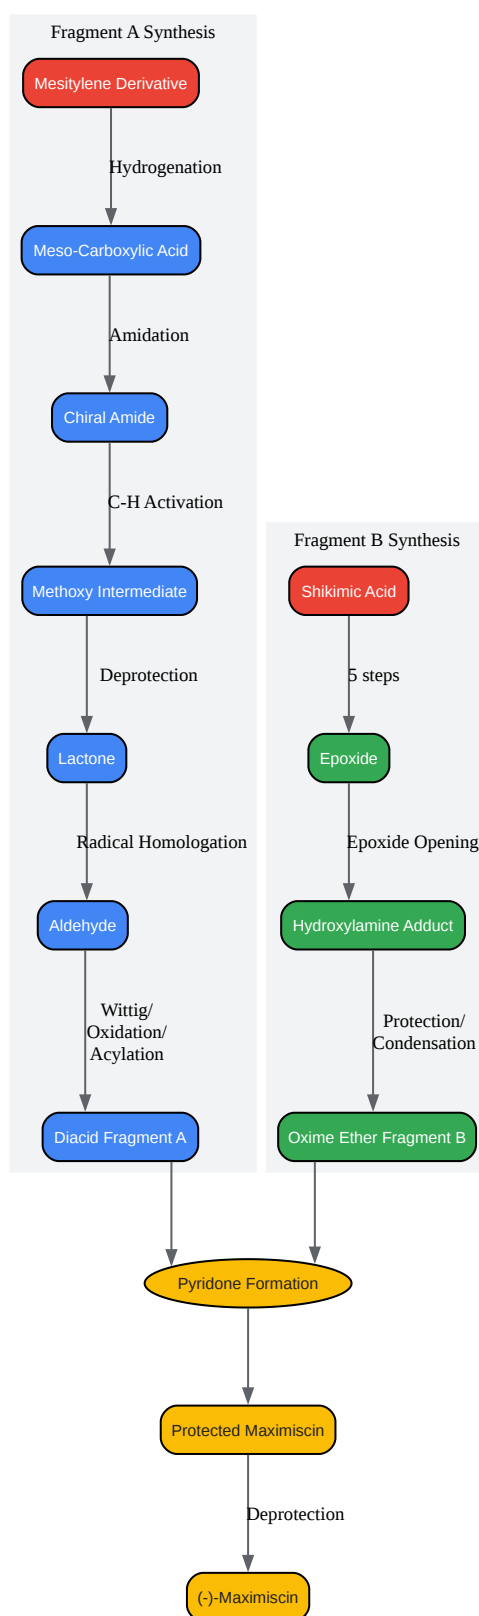 Fragment A Synthesis
Mesitylene Derivative
Hydrogenation
Meso-Carboxylic Acid
Amidation
Chiral Amide
C-H Activation
Methoxy Intermediate
Deprotection
Lactone
Radical Homologation
Aldehyde
Wittig/
Oxidation/
Acylation
Diacid Fragment A
Fragment B Synthesis
Shikimic Acid
5 steps
Epoxide
Epoxide Opening
Hydroxylamine Adduct
Protection/
Condensation
Oxime Ether Fragment B
Pyridone Formation
Protected Maximiscin
Deprotection
(-)-Maximiscin